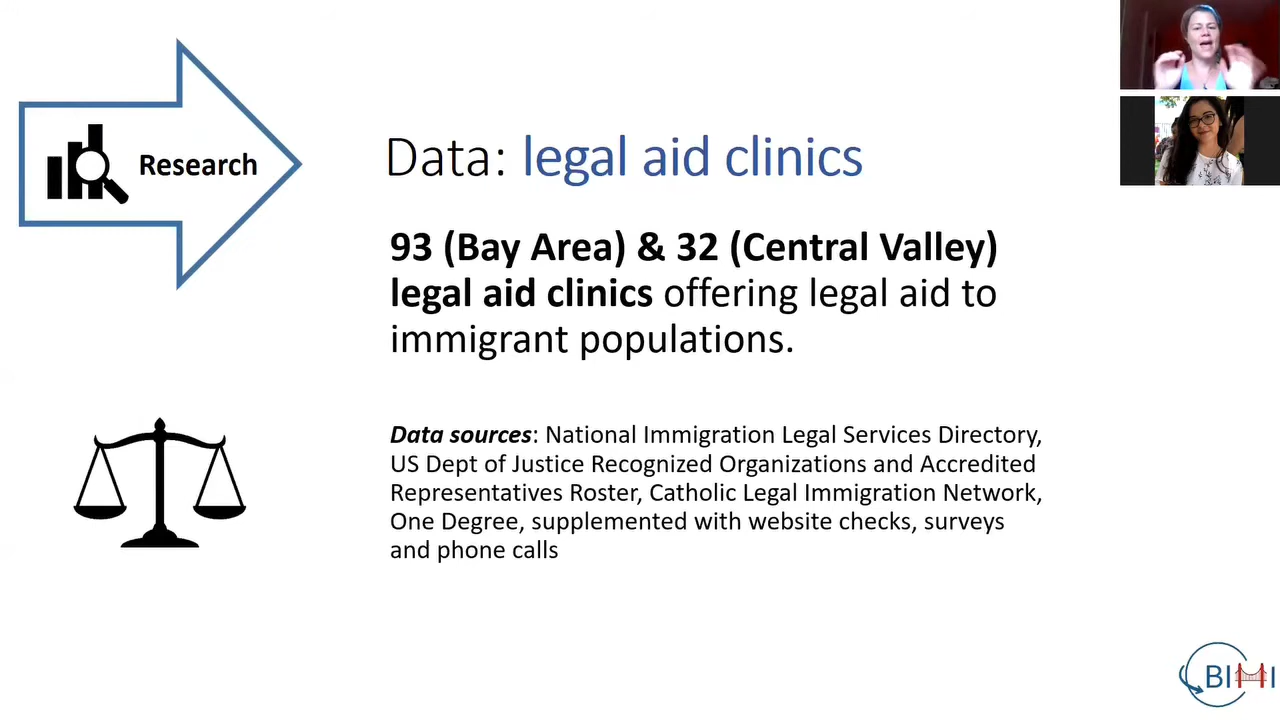 Research
Data: legal aid clinics
93 (Bay Area) & 32 (Central Valley)
legal aid clinics offering legal aid to
immigrant populations.
Data sources: National Immigration Legal Services Directory,
US Dept of Justice Recognized Organizations and Accredited
Representatives Roster, Catholic Legal Immigration Network,
One Degree, supplemented with website checks, surveys
and phone calls
BIMI